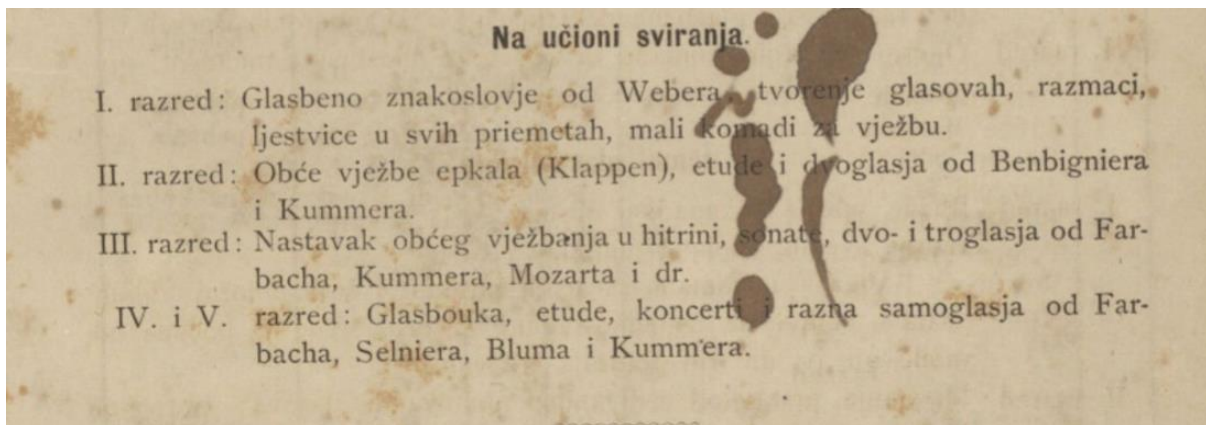 Na učioni sviranja.
I. razred: Glasbeno znakoslovje od Webera, tvorenje glasovah, razmaci,
ljestvice u svih priemetah, mali komadi za vježbu.
II. razred: Obće vježbe epkala (Klappen), etude i dvoglasja od Benbigniera
i Kummera.
III. razred: Nastavak obćeg vježbanja u hitrini, sonate, dvo- i troglasja od Far-
bacha, Kummera, Mozarta i dr.
IV. i V. razred: Glasbouka, etude, koncerti i razna samoglasja od Far-
bacha, Selniera, Bluma i Kummera.